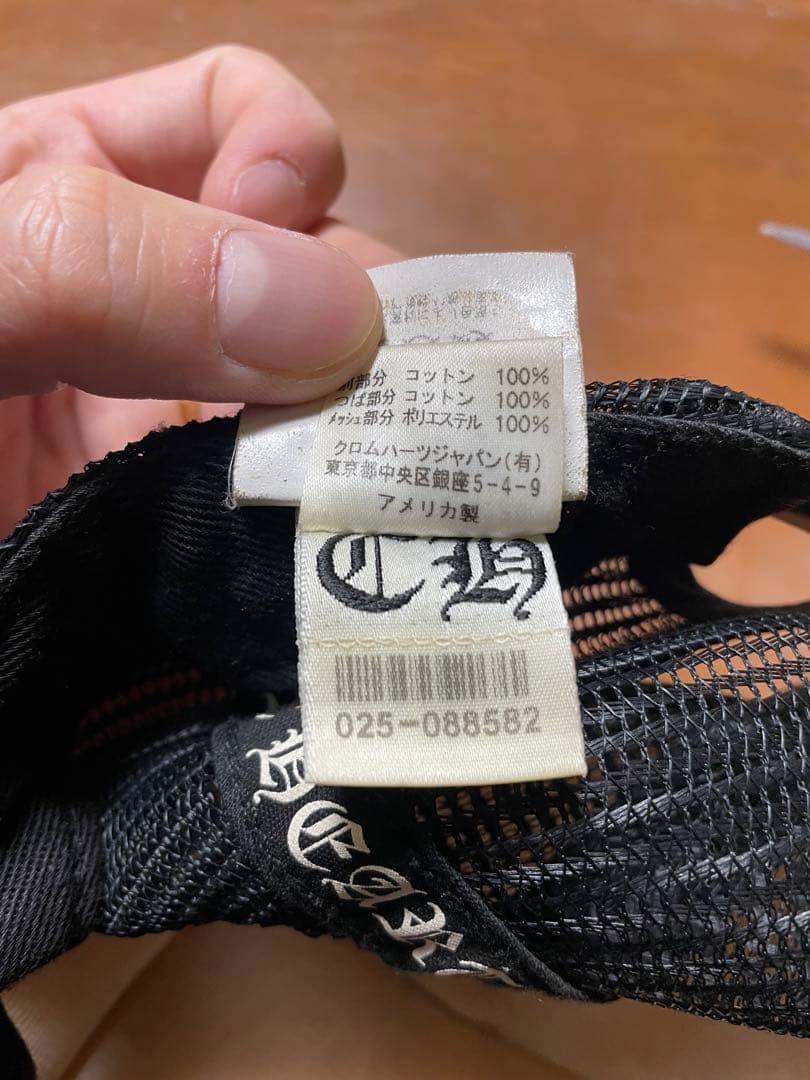 前部分 コットン 100%
つば部分 コットン 100%
メッシュ部分 ポリエステル 100%
クロムハーツジャパン(有)
東京都中央区銀座5-4-9
アメリカ製
CH
025-088582